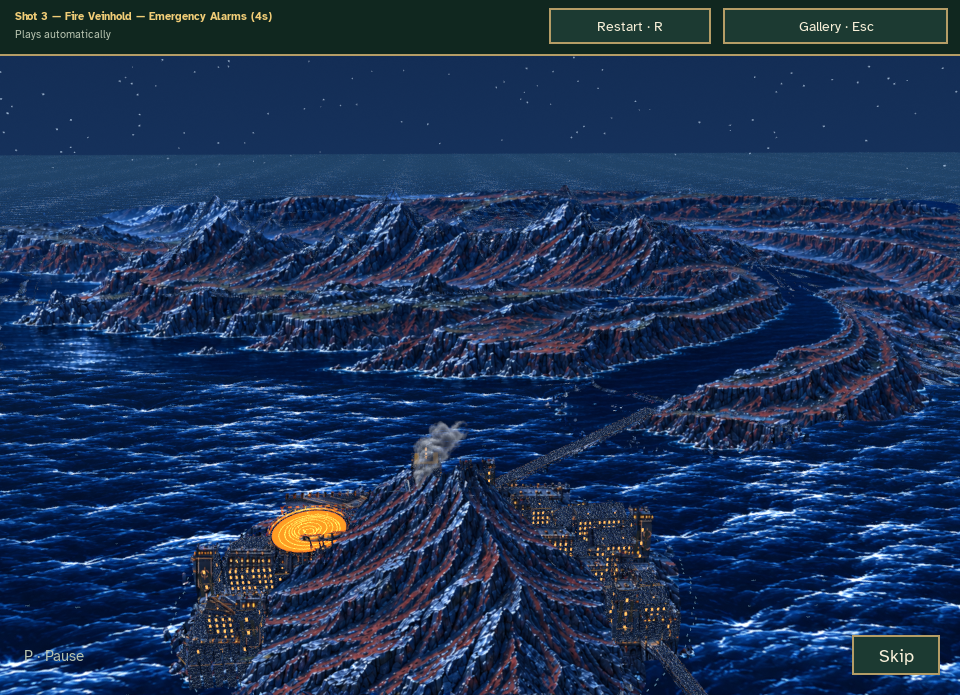 Shot 3 — Fire Veinhold — Emergency Alarms (4s)
Plays automatically
Restart · R
Gallery · Esc
P · Pause
Skip